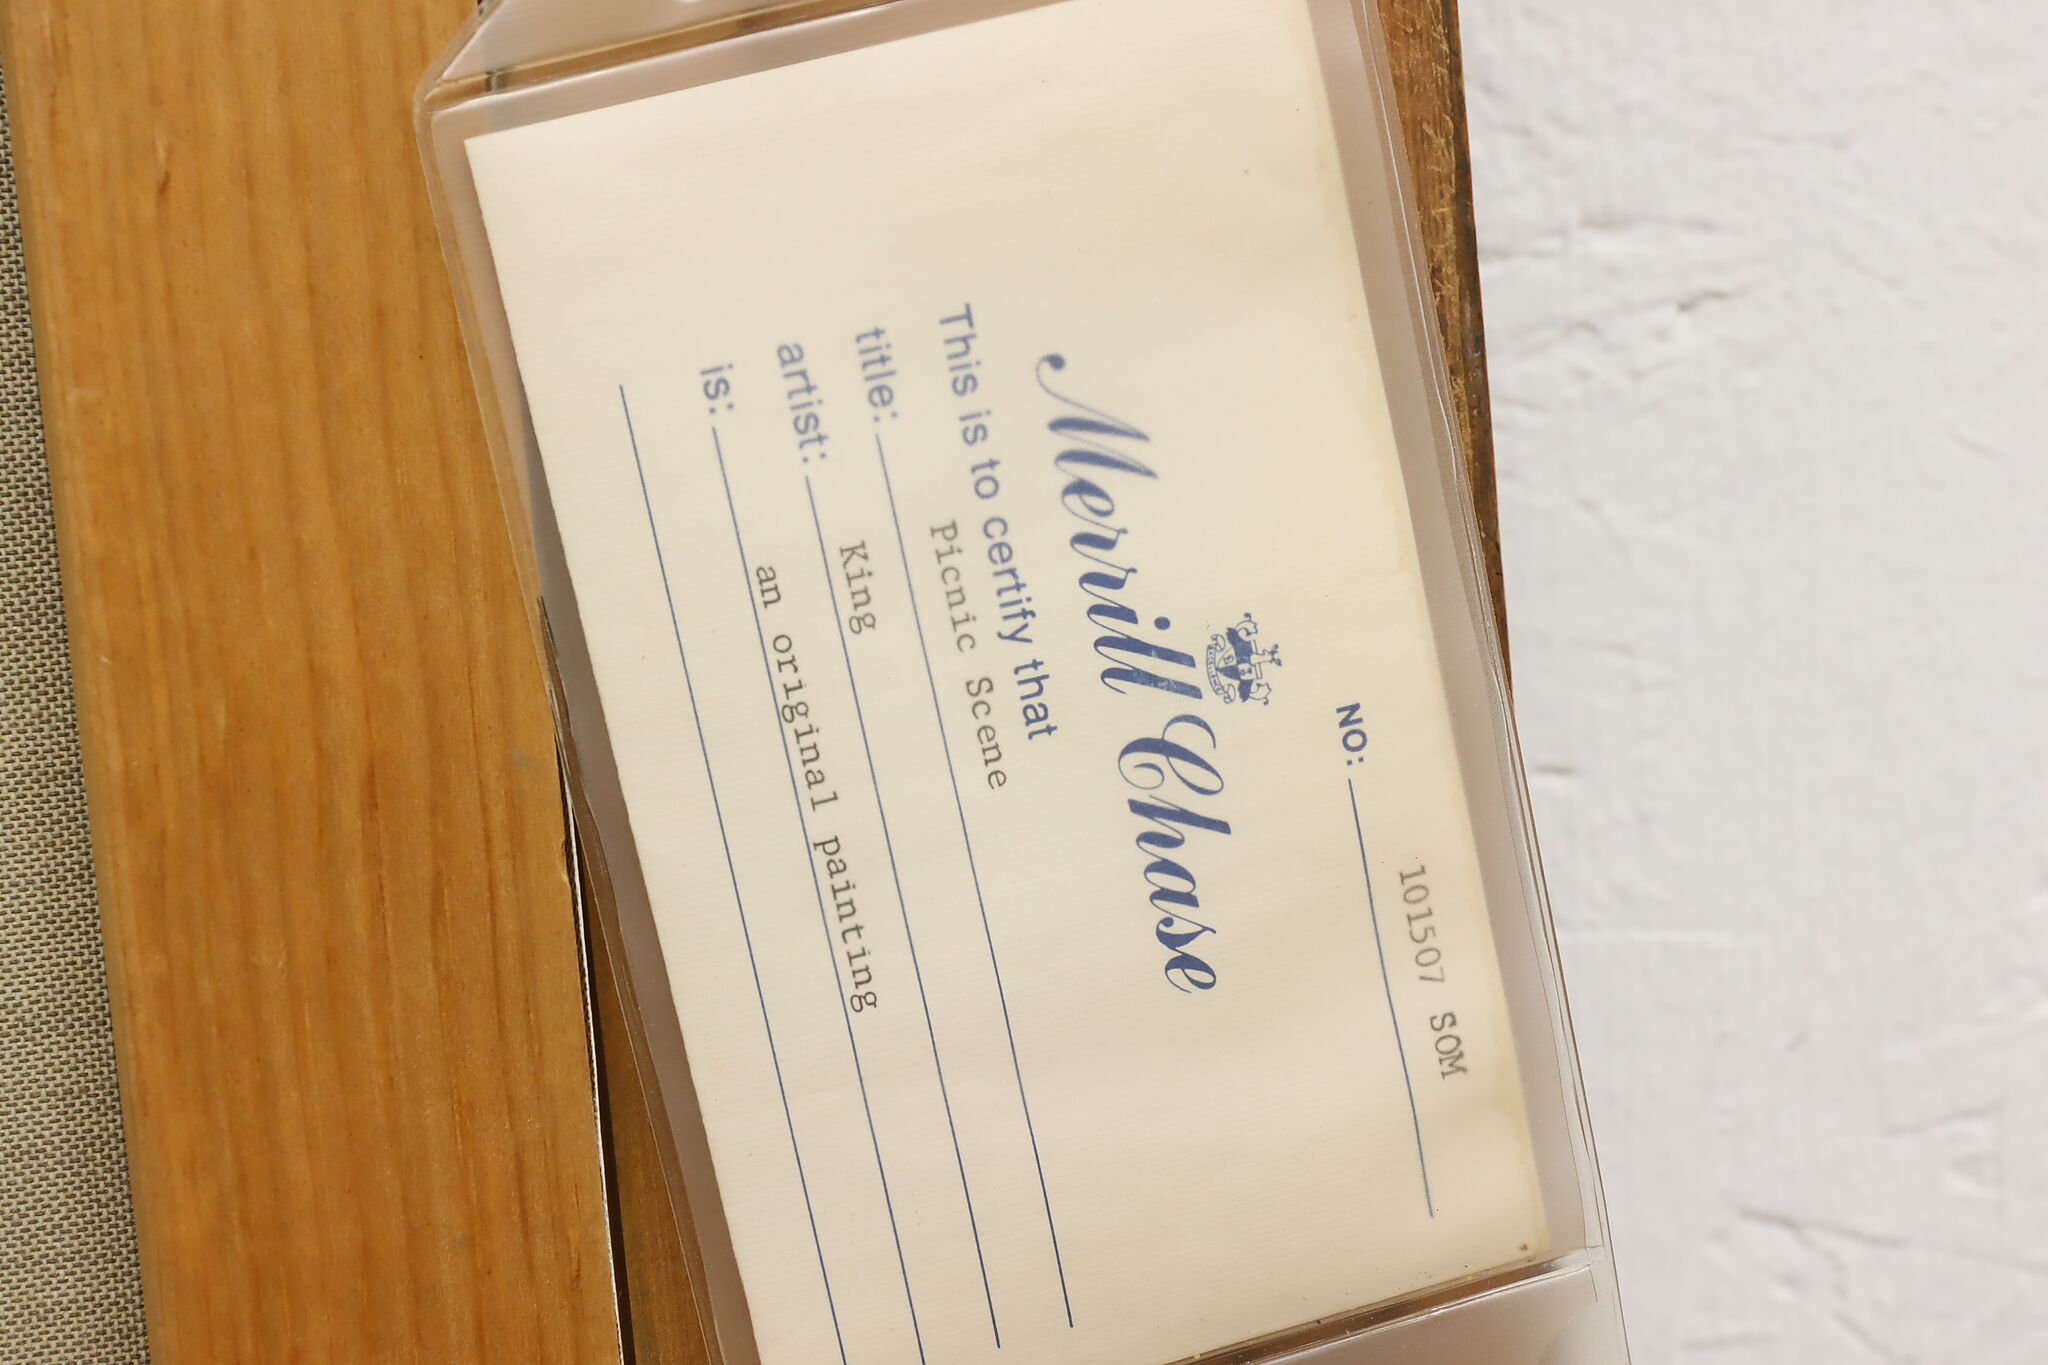 NO: 101507 SOM
Merrill Chase
This is to certify that
title: Picnic Scene
artist: King
is: an original painting